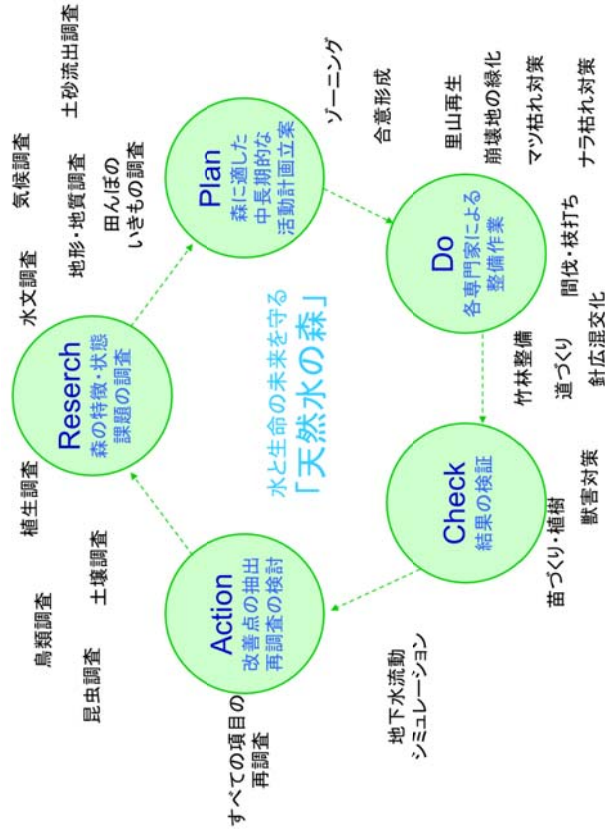 水文調査
気候調査
土砂流出調査
地形・地質調査
田んぼの
いきもの調査
鳥類調査
植生調査
昆虫調査
土壌調査
Reserch
森の特徴・状態
課題の調査
Plan
森に適した
中長期的な
活動計画立案
ゾーニング
合意形成
Do
各専門家による
整備作業
里山再生
崩壊地の緑化
マツ枯れ対策
ナラ枯れ対策
間伐・枝打ち
竹林整備
道づくり
針広混交化
Check
結果の検証
苗づくり・植樹
獣害対策
地下水流動
シミュレーション
Action
改善点の抽出
再調査の検討
すべての項目の
再調査
水と生命の未来を守る
「天然水の森」